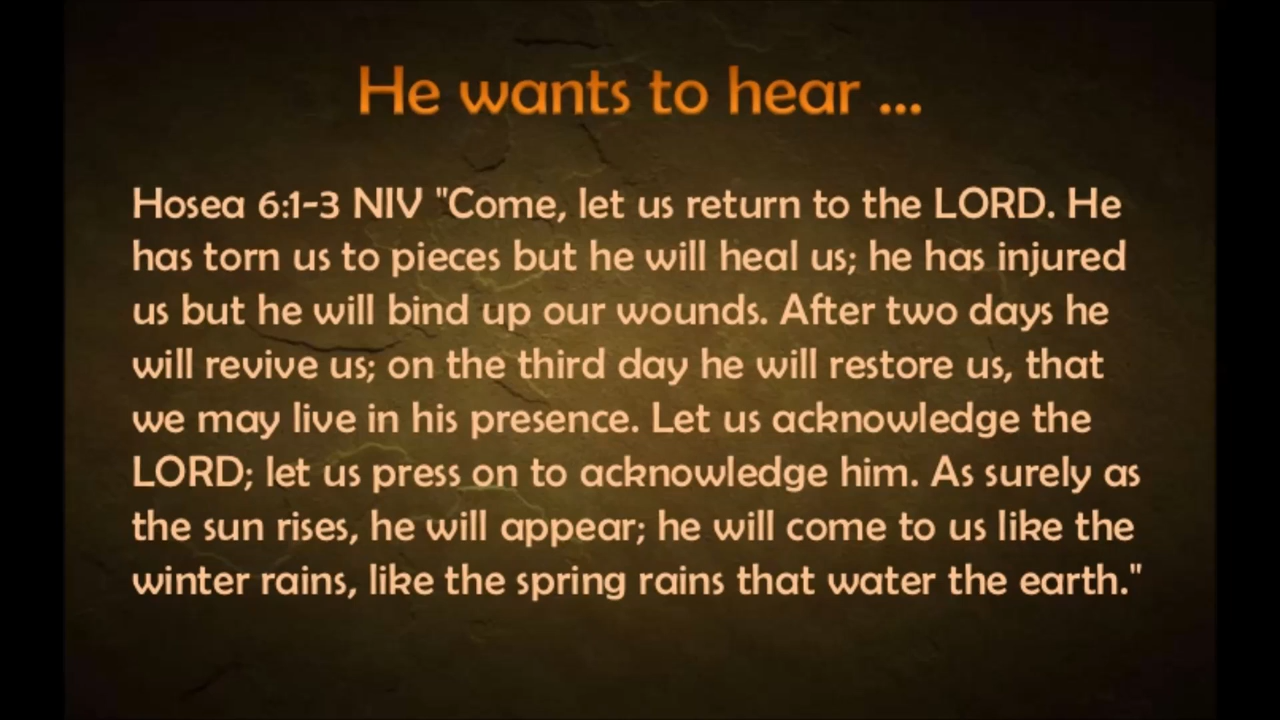 He wants to hear ...
Hosea 6:1-3 NIV "Come, let us return to the LORD. He
has torn us to pieces but he will heal us; he has injured
us but he will bind up our wounds. After two days he
will revive us; on the third day he will restore us, that
we may live in his presence. Let us acknowledge the
LORD; let us press on to acknowledge him. As surely as
the sun rises, he will appear; he will come to us like the
winter rains, like the spring rains that water the earth."